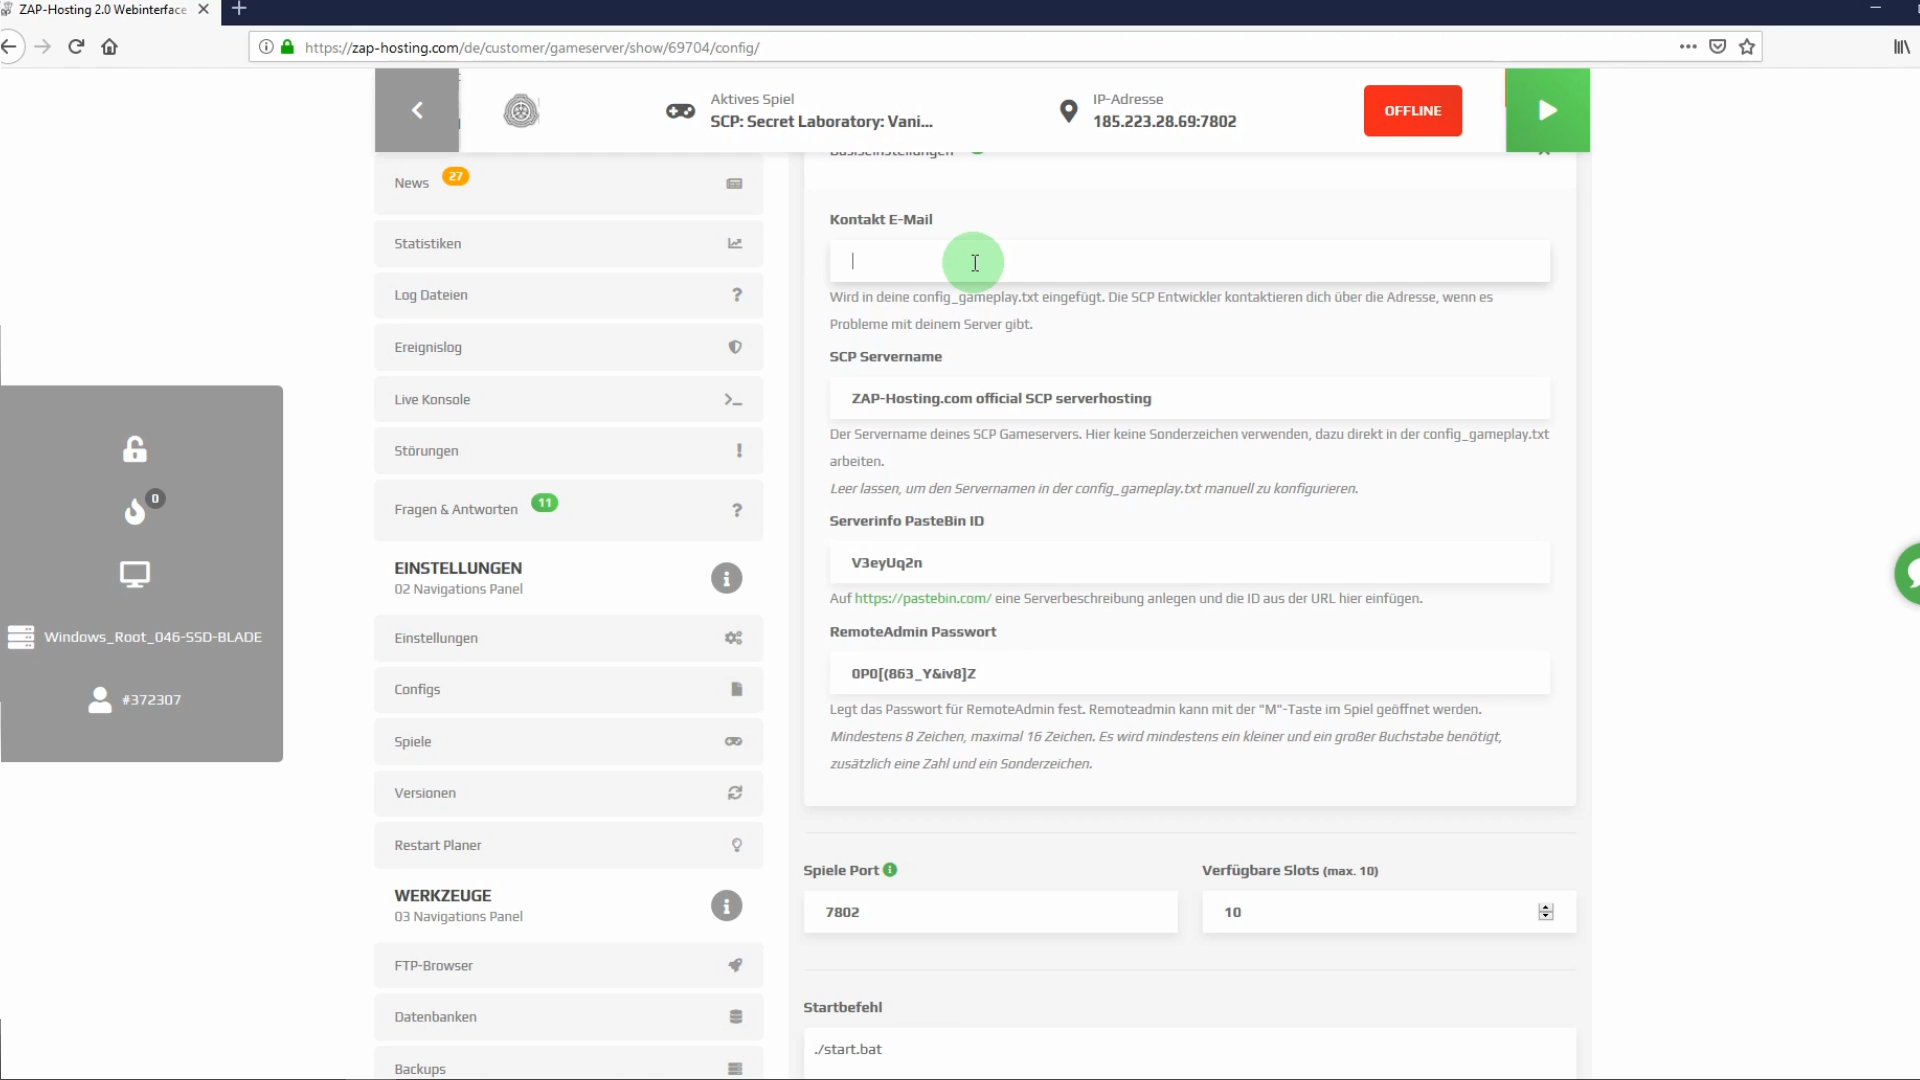 ZAP-Hosting 2.0 Webinterface
https://zap-hosting.com/de/customer/gameserver/show/69704/config/
Aktives Spiel
SCP: Secret Laboratory: Vani...
IP-Adresse
185.223.28.69:7802
OFFLINE
News 27
Statistiken
Log Dateien
Ereignislog
Live Konsole
Störungen
Fragen & Antworten 11
EINSTELLUNGEN
02 Navigations Panel
Einstellungen
Configs
Spiele
Versionen
Restart Planer
WERKZEUGE
03 Navigations Panel
FTP-Browser
Datenbanken
Backups
0
Windows_Root_046-SSD-BLADE
#372307
Basiseinstellungen
Kontakt E-Mail
Wird in deine config_gameplay.txt eingefügt. Die SCP Entwickler kontaktieren dich über die Adresse, wenn es
Probleme mit deinem Server gibt.
SCP Servername
ZAP-Hosting.com official SCP serverhosting
Der Servername deines SCP Gameservers. Hier keine Sonderzeichen verwenden, dazu direkt in der config_gameplay.txt
arbeiten.
Leer lassen, um den Servernamen in der config_gameplay.txt manuell zu konfigurieren.
Serverinfo PasteBin ID
V3eyUq2n
Auf https://pastebin.com/ eine Serverbeschreibung anlegen und die ID aus der URL hier einfügen.
RemoteAdmin Passwort
0P0[(863_Y&iv8]Z
Legt das Passwort für RemoteAdmin fest. Remoteadmin kann mit der "M"-Taste im Spiel geöffnet werden.
Mindestens 8 Zeichen, maximal 16 Zeichen. Es wird mindestens ein kleiner und ein großer Buchstabe benötigt,
zusätzlich eine Zahl und ein Sonderzeichen.
Spiele Port
7802
Verfügbare Slots (max. 10)
10
Startbefehl
./start.bat